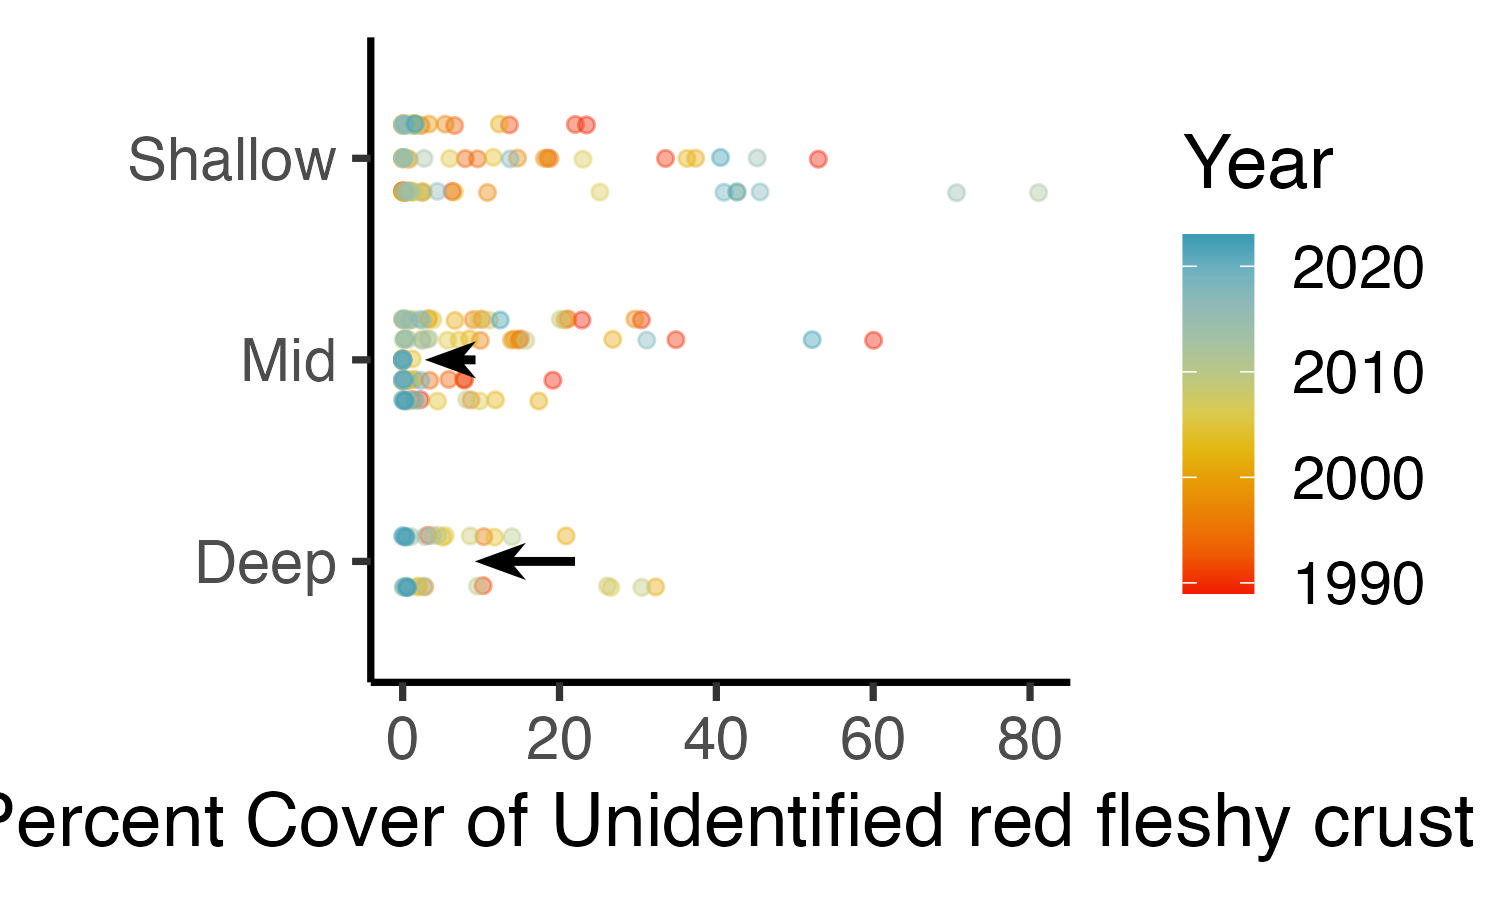 Shallow
Mid
Deep
0 20 40 60 80
Percent Cover of Unidentified red fleshy crust
Year
2020
2010
2000
1990